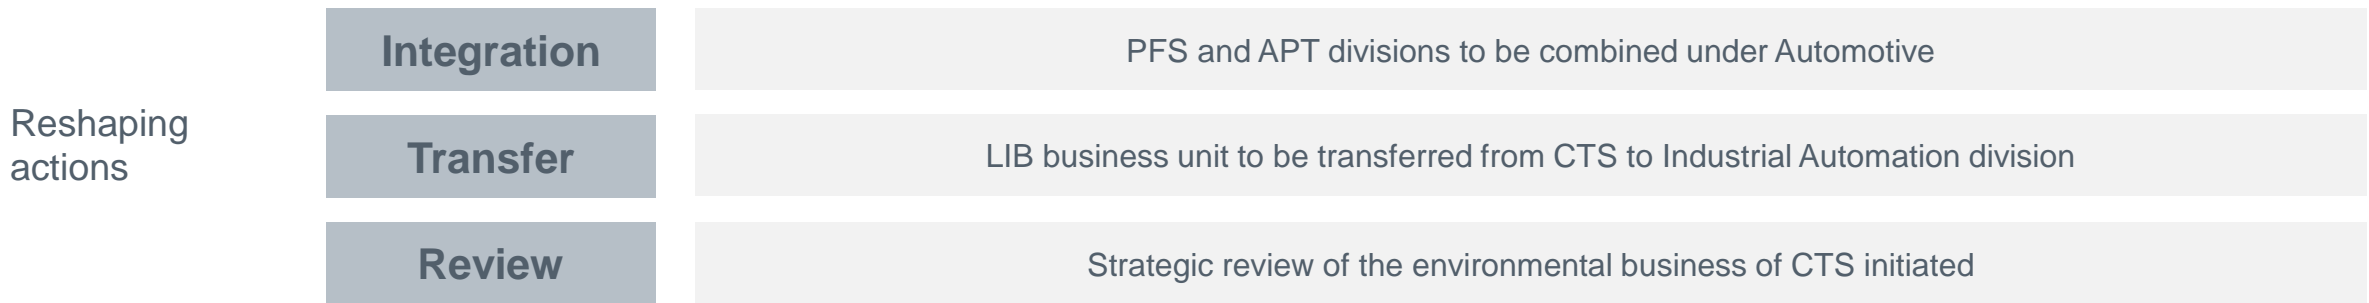 Reshaping
actions
Integration
PFS and APT divisions to be combined under Automotive
Transfer
LIB business unit to be transferred from CTS to Industrial Automation division
Review
Strategic review of the environmental business of CTS initiated